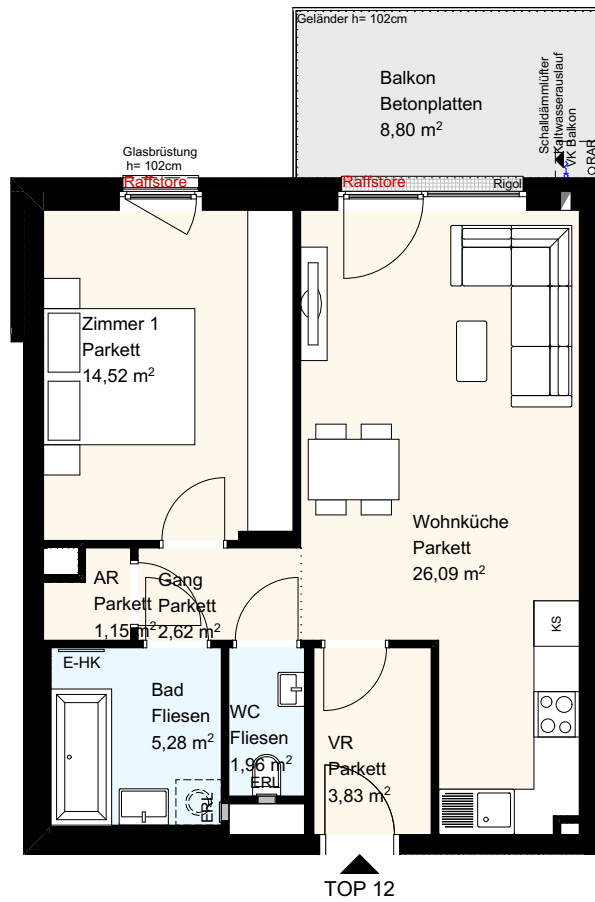 Geländer h= 102cm
Balkon
Betonplatten
8,80 m²
Schalldämmlüfter
Kaltwasserauslauf
VK Balkon
ORAR
Glasbrüstung
h= 102cm
Raffstore
Raffstore
Rigol
Zimmer 1
Parkett
14,52 m²
Wohnküche
Parkett
26,09 m²
AR
Parkett
1,15 m²
Gang
Parkett
2,62 m²
KS
E-HK
Bad
Fliesen
5,28 m²
WC
Fliesen
1,96 m²
ERL
ERL
VR
Parkett
3,83 m²
TOP 12